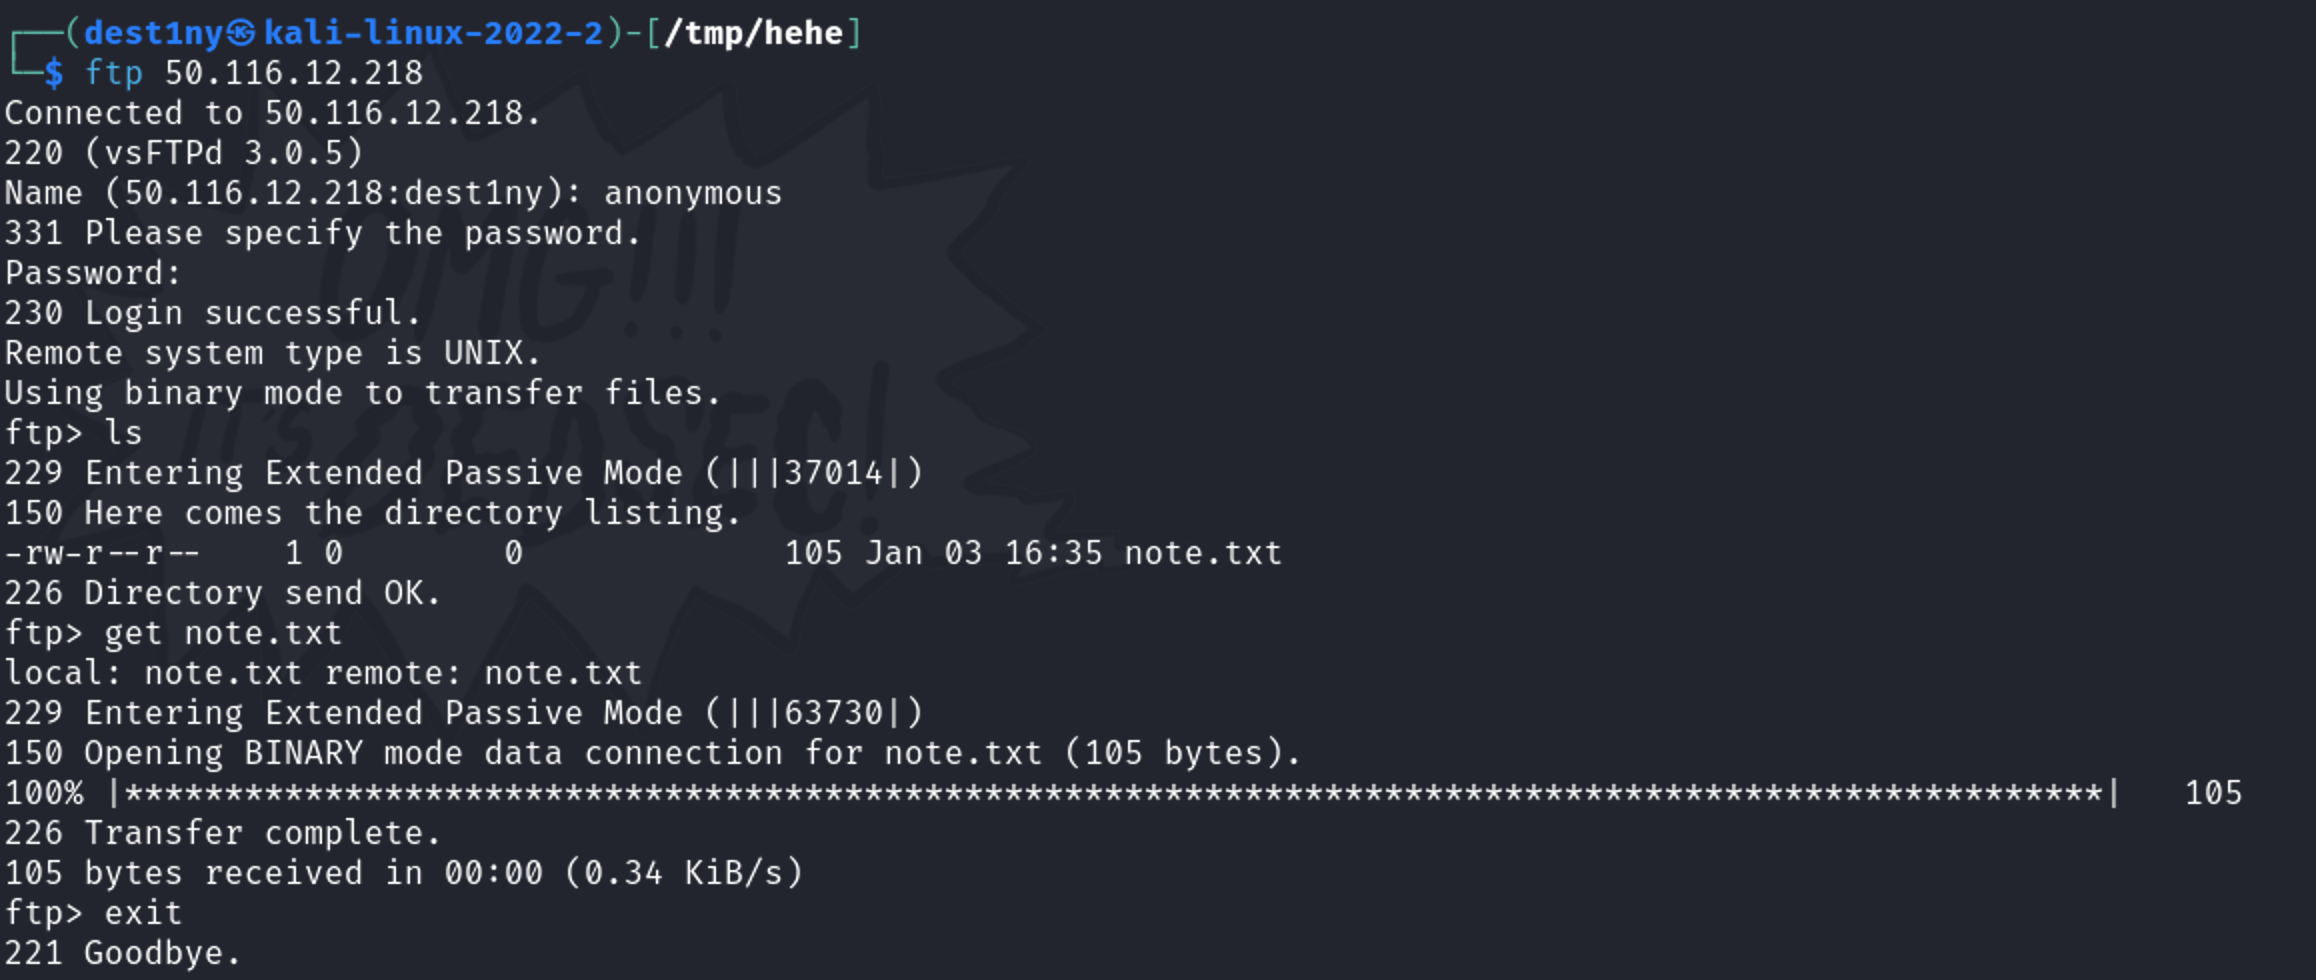 ┌──(dest1ny㉿kali-linux-2022-2)-[/tmp/hehe]
└─$ ftp 50.116.12.218
Connected to 50.116.12.218.
220 (vsFTPd 3.0.5)
Name (50.116.12.218:dest1ny): anonymous
331 Please specify the password.
Password:
230 Login successful.
Remote system type is UNIX.
Using binary mode to transfer files.
ftp> ls
229 Entering Extended Passive Mode (|||37014|)
150 Here comes the directory listing.
-rw-r--r--    1 0        0             105 Jan 03 16:35 note.txt
226 Directory send OK.
ftp> get note.txt
local: note.txt remote: note.txt
229 Entering Extended Passive Mode (|||63730|)
150 Opening BINARY mode data connection for note.txt (105 bytes).
100% |***************************************************************************************************|   105
226 Transfer complete.
105 bytes received in 00:00 (0.34 KiB/s)
ftp> exit
221 Goodbye.
OMG!!!
IT'S